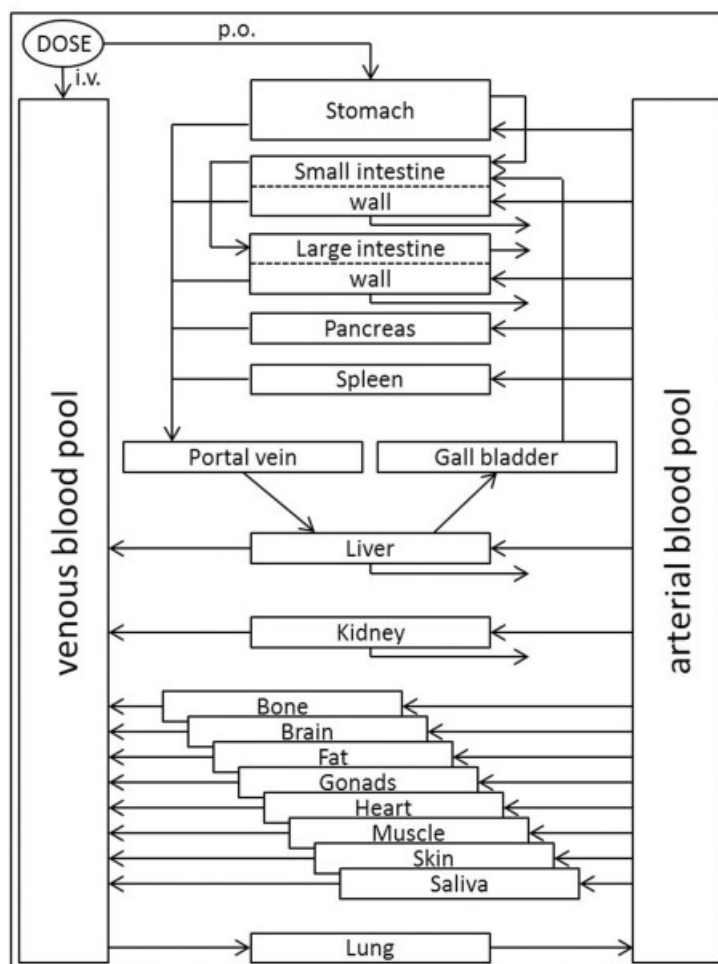 DOSE
p.o.
i.v.
Stomach
Small intestine
wall
Large intestine
wall
Pancreas
Spleen
Portal vein
Gall bladder
Liver
Kidney
Bone
Brain
Fat
Gonads
Heart
Muscle
Skin
Saliva
Lung
venous blood pool
arterial blood pool